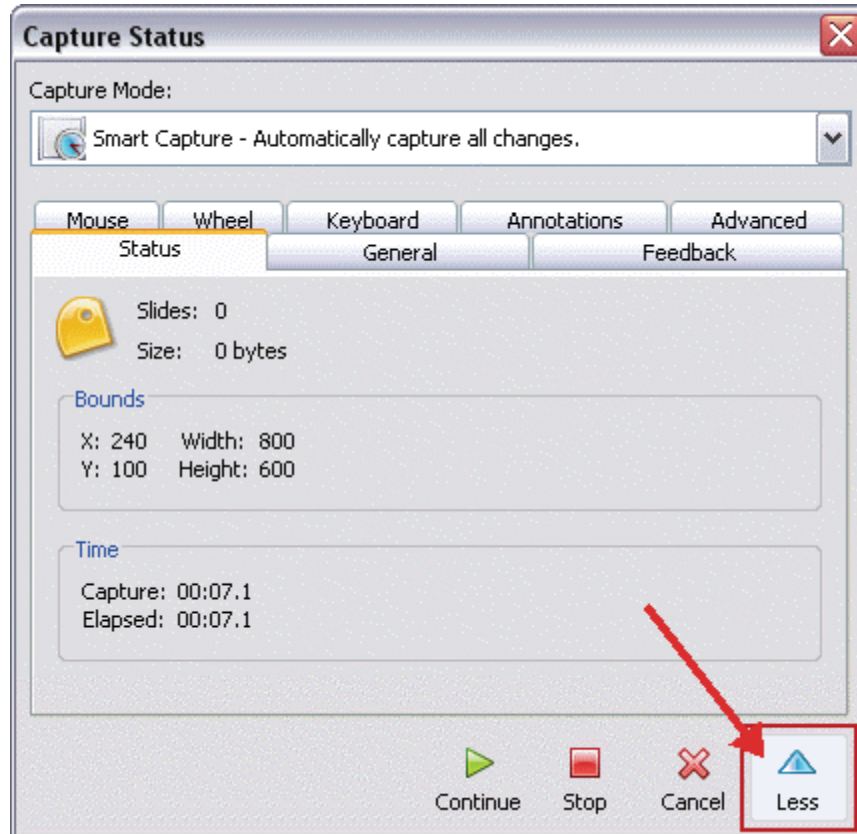 Capture Status
Capture Mode:
Smart Capture - Automatically capture all changes.
Mouse Wheel Keyboard Annotations Advanced
Status General Feedback
Slides: 0
Size: 0 bytes
Bounds
X: 240 Width: 800
Y: 100 Height: 600
Time
Capture: 00:07.1
Elapsed: 00:07.1
Continue Stop Cancel Less